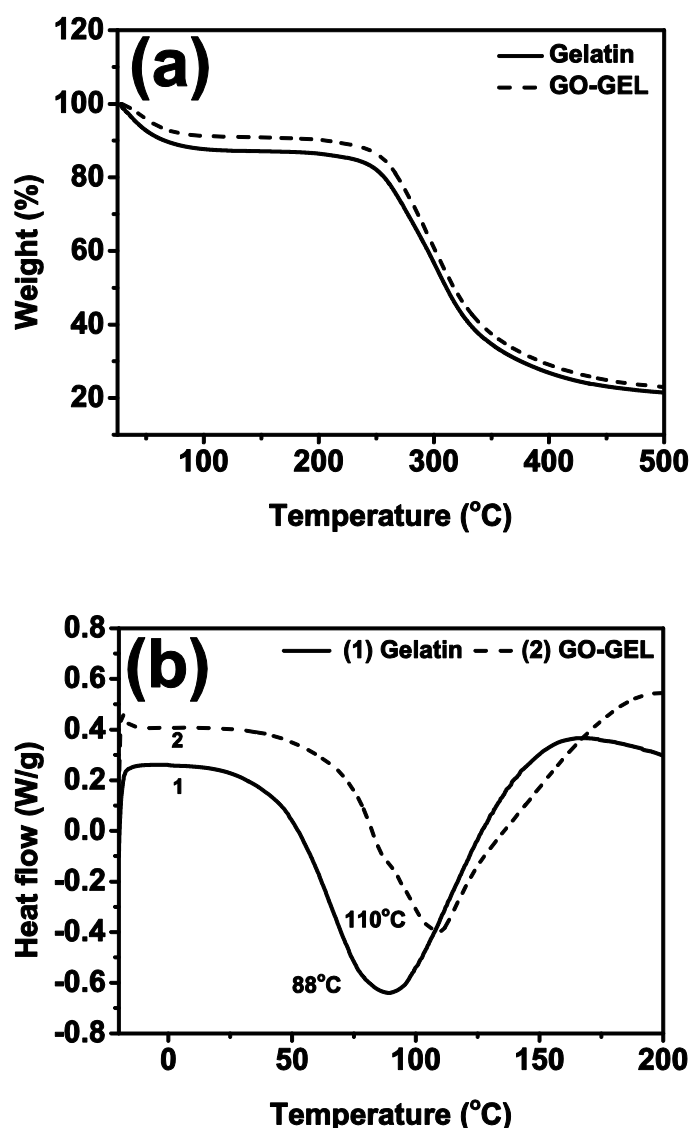 (a)
Gelatin
GO-GEL
120
100
80
60
40
20
Weight (%)
100 200 300 400 500
Temperature (°C)
(b)
(1) Gelatin (2) GO-GEL
0.8
0.6
0.4
0.2
0.0
-0.2
-0.4
-0.6
-0.8
Heat flow (W/g)
2
1
110°C
88°C
0 50 100 150 200
Temperature (°C)